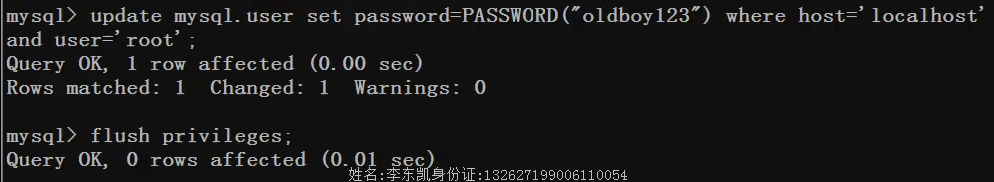 mysql> update mysql.user set password=PASSWORD("oldboy123") where host='localhost'
and user='root';
Query OK, 1 row affected (0.00 sec)
Rows matched: 1  Changed: 1  Warnings: 0
mysql> flush privileges;
Query OK, 0 rows affected (0.01 sec)
姓名:李东凯身份证:132627199006110054